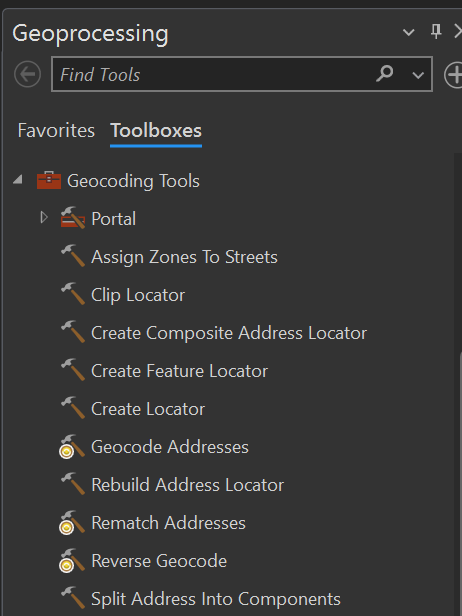 Geoprocessing
Find Tools
Favorites Toolboxes
Geocoding Tools
Portal
Assign Zones To Streets
Clip Locator
Create Composite Address Locator
Create Feature Locator
Create Locator
Geocode Addresses
Rebuild Address Locator
Rematch Addresses
Reverse Geocode
Split Address Into Components